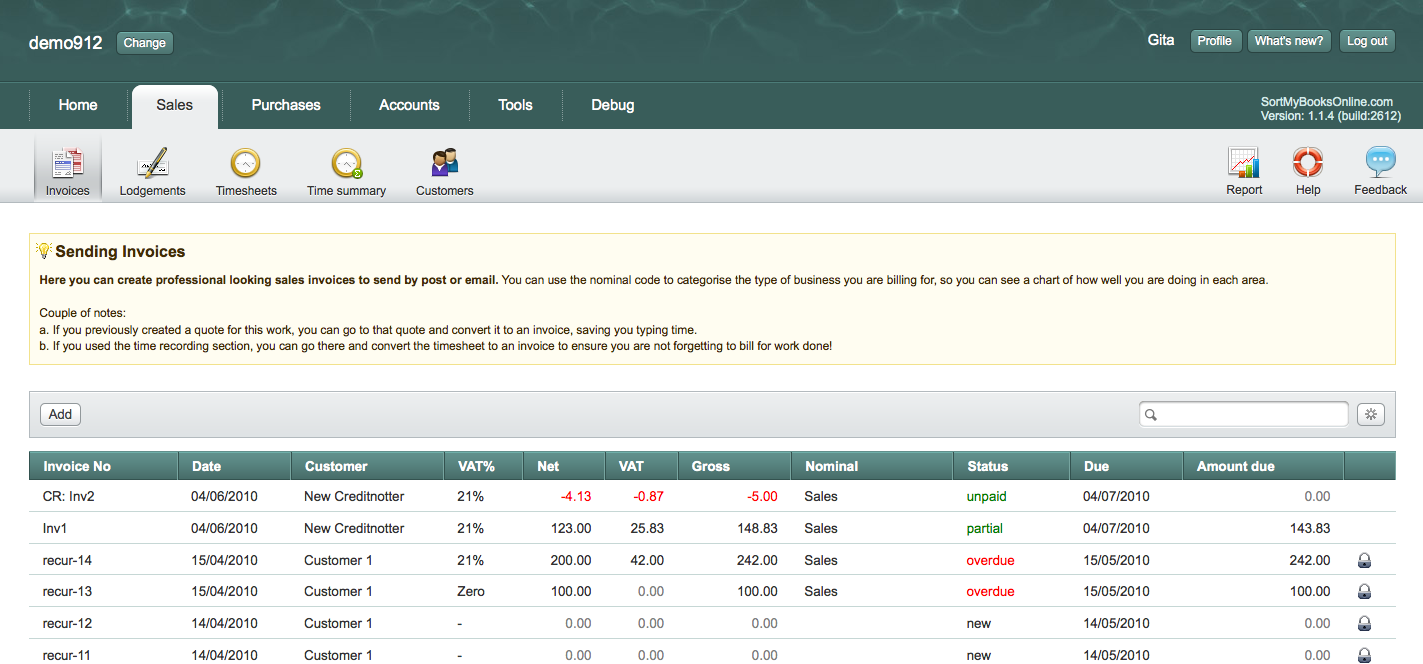 demo912 Change Gita Profile What's new? Log out
Home Sales Purchases Accounts Tools Debug
SortMyBooksOnline.com
Version: 1.1.4 (build:2612)
Invoices Lodgements Timesheets Time summary Customers Report Help Feedback
Sending Invoices
Here you can create professional looking sales invoices to send by post or email. You can use the nominal code to categorise the type of business you are billing for, so you can see a chart of how well you are doing in each area.
Couple of notes:
a. If you previously created a quote for this work, you can go to that quote and convert it to an invoice, saving you typing time.
b. If you used the time recording section, you can go there and convert the timesheet to an invoice to ensure you are not forgetting to bill for work done!
Add
Invoice No Date Customer VAT% Net VAT Gross Nominal Status Due Amount due
CR: Inv2 04/06/2010 New Creditnotter 21% -4.13 -0.87 -5.00 Sales unpaid 04/07/2010 0.00
Inv1 04/06/2010 New Creditnotter 21% 123.00 25.83 148.83 Sales partial 04/07/2010 143.83
recur-14 15/04/2010 Customer 1 21% 200.00 42.00 242.00 Sales overdue 15/05/2010 242.00
recur-13 15/04/2010 Customer 1 Zero 100.00 0.00 100.00 Sales overdue 15/05/2010 100.00
recur-12 14/04/2010 Customer 1 - 0.00 0.00 0.00 new 14/05/2010 0.00
recur-11 14/04/2010 Customer 1 - 0.00 0.00 0.00 new 14/05/2010 0.00